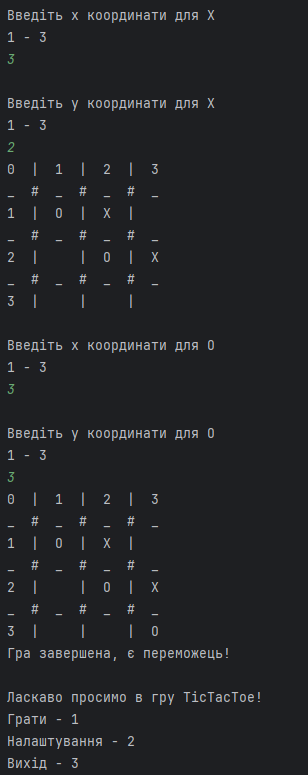 Введіть x координати для X
1 - 3
3
Введіть y координати для X
1 - 3
2
0 | 1 | 2 | 3
_ # _ # _ # _
1 | O | X |
_ # _ # _ # _
2 |   | O | X
_ # _ # _ # _
3 |   |   |
Введіть x координати для O
1 - 3
3
Введіть y координати для O
1 - 3
3
0 | 1 | 2 | 3
_ # _ # _ # _
1 | O | X |
_ # _ # _ # _
2 |   | O | X
_ # _ # _ # _
3 |   |   | O
Гра завершена, є переможець!
Ласкаво просимо в гру TicTacToe!
Грати - 1
Налаштування - 2
Вихід - 3